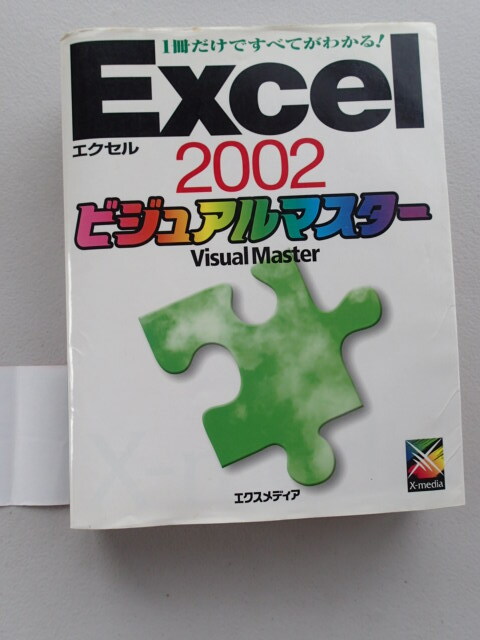 1冊だけですべてがわかる!
Excel
エクセル
2002
ビジュアルマスター
Visual Master
X-media
エクスメディア